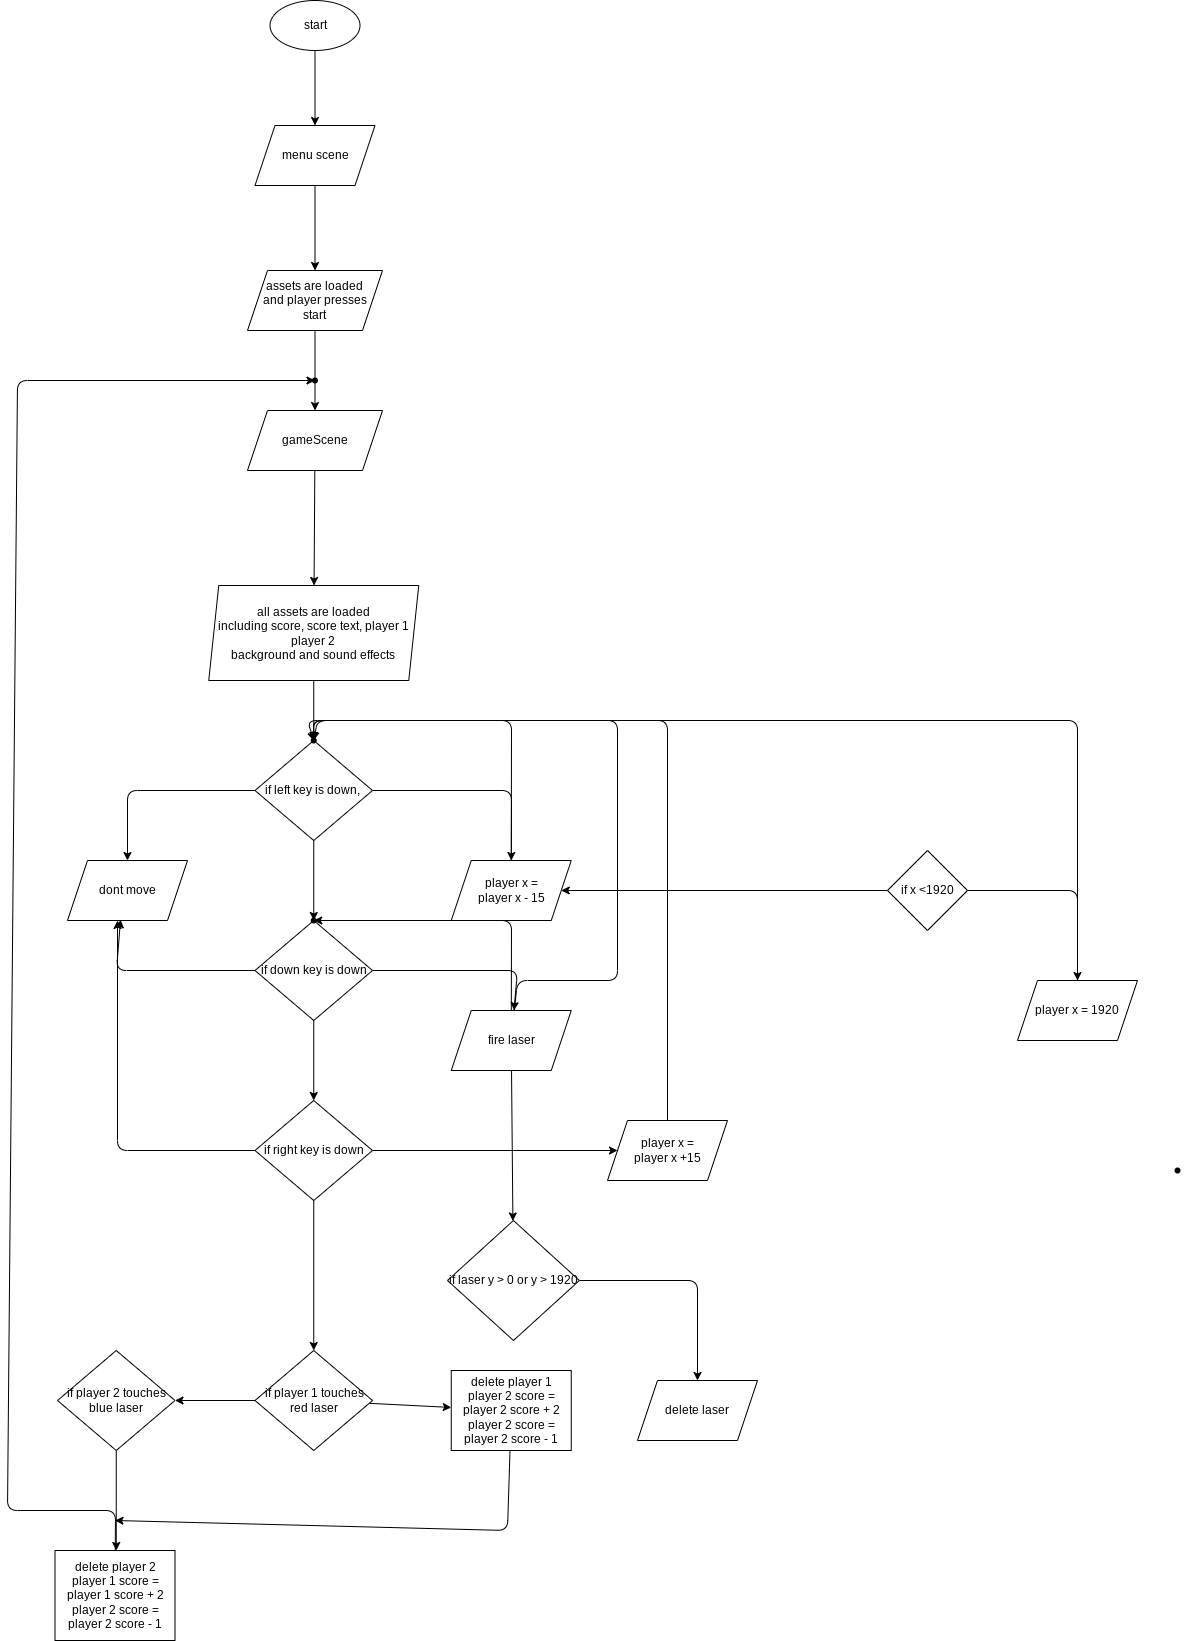 start
menu scene
assets are loaded
and player presses
start
gameScene
all assets are loaded
including score, score text, player 1
player 2
background and sound effects
if left key is down,
dont move
player x =
player x - 15
if x <1920
if down key is down
player x = 1920
fire laser
if right key is down
player x =
player x +15
if laser y > 0 or y > 1920
if player 2 touches
blue laser
if player 1 touches
red laser
delete player 1
player 2 score =
player 2 score + 2
player 2 score =
player 2 score - 1
delete laser
delete player 2
player 1 score =
player 1 score + 2
player 2 score =
player 2 score - 1